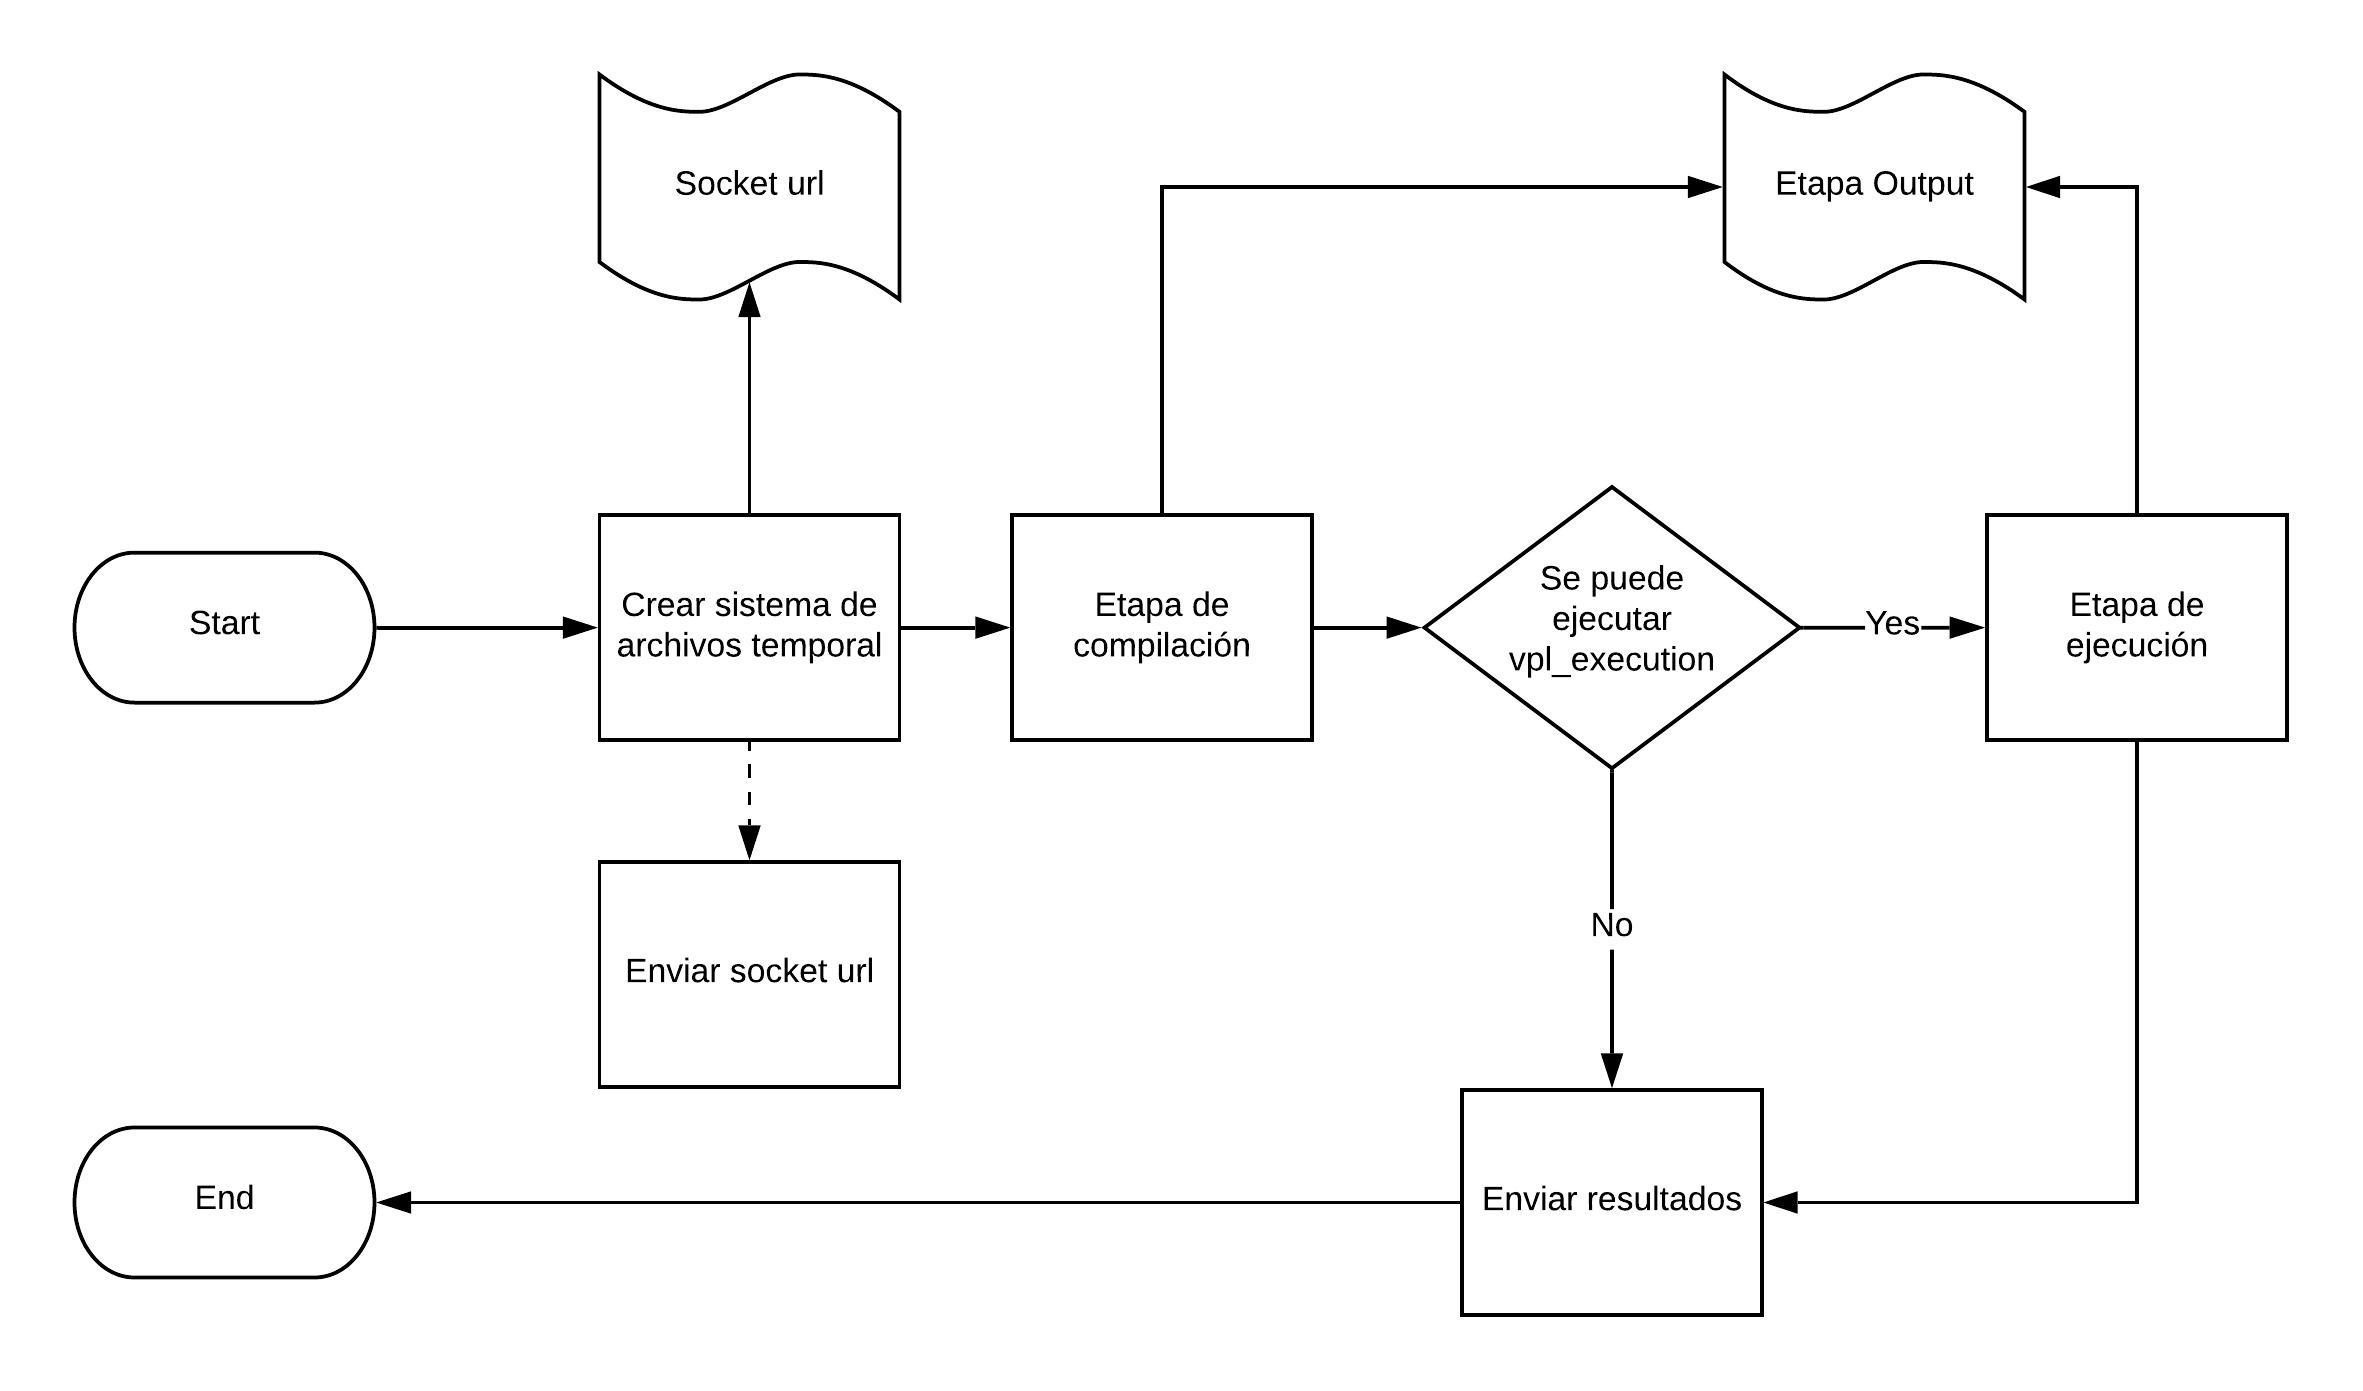 Socket url
Etapa Output
Start
Crear sistema de
archivos temporal
Etapa de
compilación
Se puede
ejecutar
vpl_execution
Yes
Etapa de
ejecución
No
Enviar socket url
End
Enviar resultados